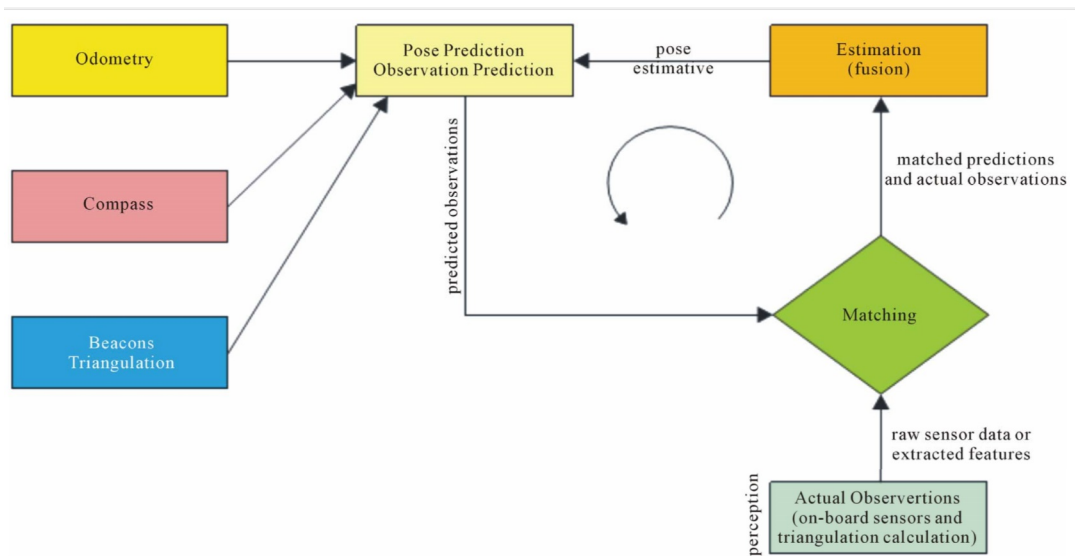 Odometry
Pose Prediction
Observation Prediction
pose
estimative
Estimation
(fusion)
matched predictions
and actual observations
Compass
predicted observations
Matching
Beacons
Triangulation
raw sensor data or
extracted features
perception
Actual Observertions
(on-board sensors and
triangulation calculation)